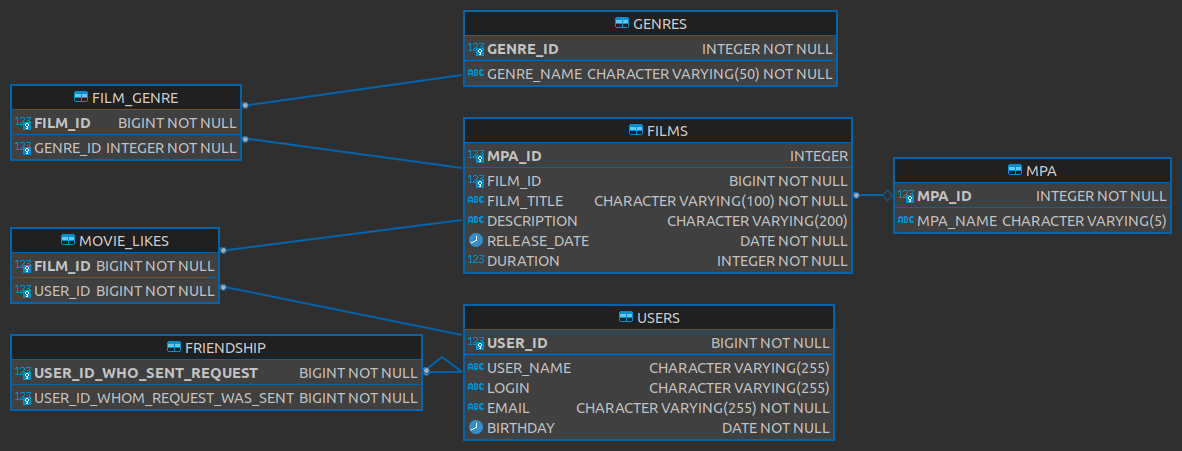 GENRES
123 GENRE_ID INTEGER NOT NULL
ABC GENRE_NAME CHARACTER VARYING(50) NOT NULL
FILM_GENRE
123 FILM_ID BIGINT NOT NULL
123 GENRE_ID INTEGER NOT NULL
FILMS
123 MPA_ID INTEGER
123 FILM_ID BIGINT NOT NULL
ABC FILM_TITLE CHARACTER VARYING(100) NOT NULL
ABC DESCRIPTION CHARACTER VARYING(200)
RELEASE_DATE DATE NOT NULL
123 DURATION INTEGER NOT NULL
MPA
123 MPA_ID INTEGER NOT NULL
ABC MPA_NAME CHARACTER VARYING(5)
MOVIE_LIKES
123 FILM_ID BIGINT NOT NULL
123 USER_ID BIGINT NOT NULL
USERS
123 USER_ID BIGINT NOT NULL
ABC USER_NAME CHARACTER VARYING(255)
ABC LOGIN CHARACTER VARYING(255)
ABC EMAIL CHARACTER VARYING(255) NOT NULL
BIRTHDAY DATE NOT NULL
FRIENDSHIP
123 USER_ID_WHO_SENT_REQUEST BIGINT NOT NULL
123 USER_ID_WHOM_REQUEST_WAS_SENT BIGINT NOT NULL